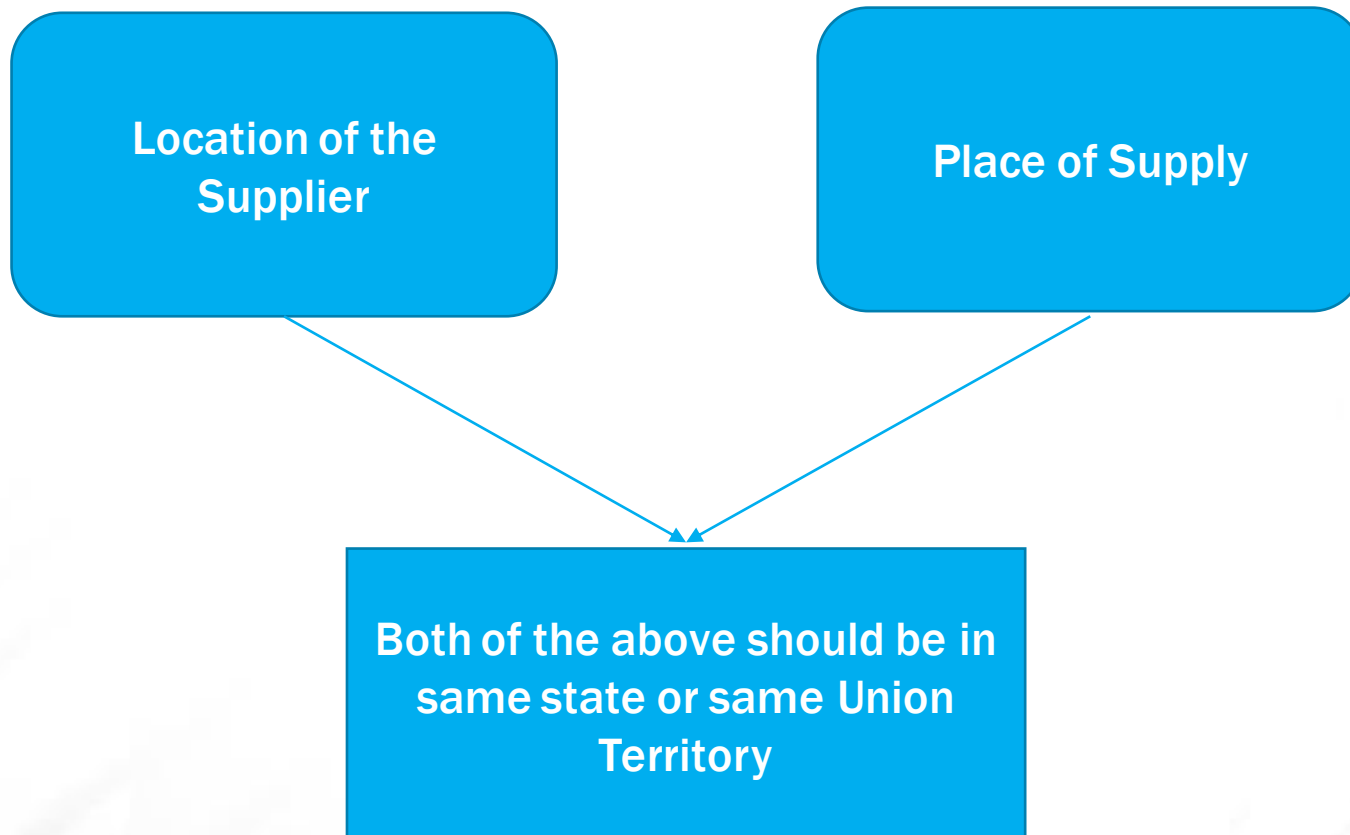 Location of the
Supplier
Place of Supply
Both of the above should be in
same state or same Union
Territory